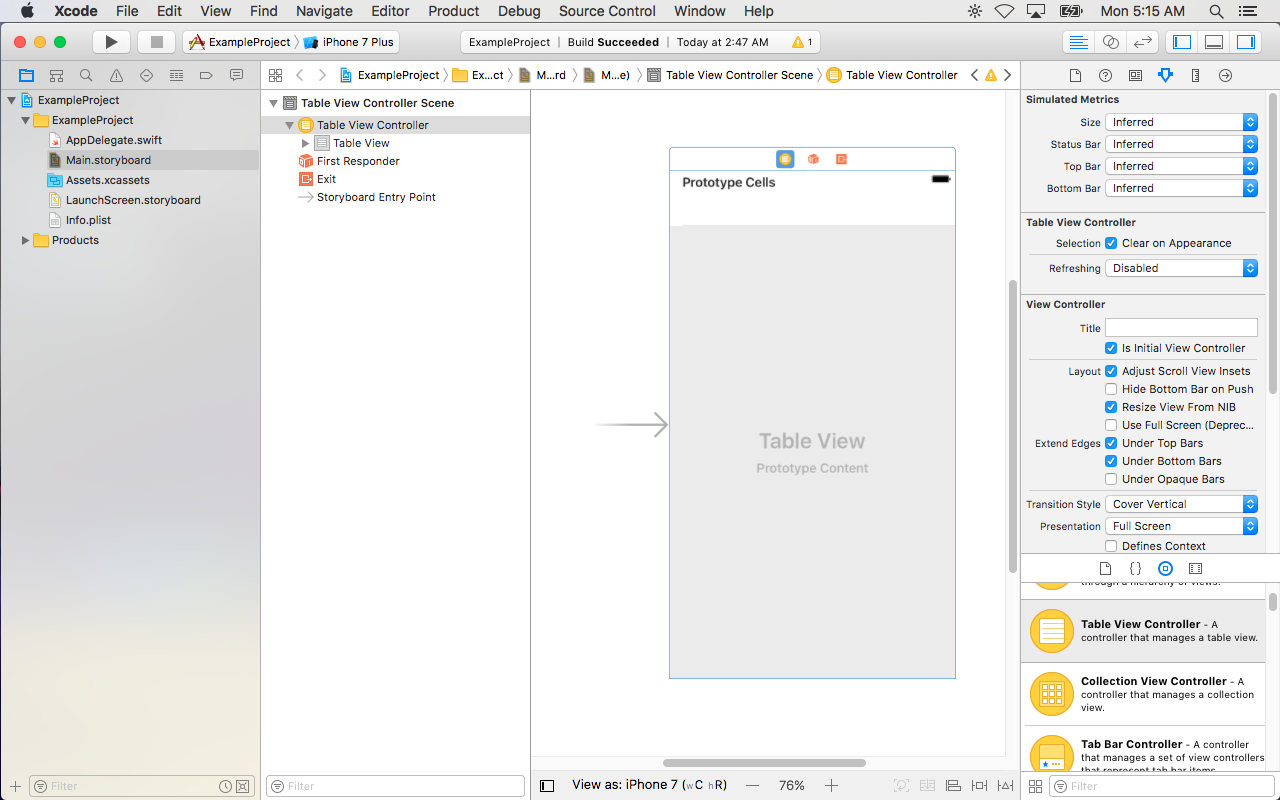 Xcode File Edit View Find Navigate Editor Product Debug Source Control Window Help Mon 5:15 AM
ExampleProject iPhone 7 Plus ExampleProject Build Succeeded Today at 2:47 AM 1
ExampleProject Ex...ct M...rd M...e) Table View Controller Scene Table View Controller
ExampleProject
ExampleProject
AppDelegate.swift
Main.storyboard
Assets.xcassets
LaunchScreen.storyboard
Info.plist
Products
Filter
Table View Controller Scene
Table View Controller
Table View
First Responder
Exit
Storyboard Entry Point
Filter
Prototype Cells
Table View
Prototype Content
View as: iPhone 7 (wC hR) 76%
Simulated Metrics
Size Inferred
Status Bar Inferred
Top Bar Inferred
Bottom Bar Inferred
Table View Controller
Selection Clear on Appearance
Refreshing Disabled
View Controller
Title
Is Initial View Controller
Layout Adjust Scroll View Insets
Hide Bottom Bar on Push
Resize View From NIB
Use Full Screen (Deprec...
Extend Edges Under Top Bars
Under Bottom Bars
Under Opaque Bars
Transition Style Cover Vertical
Presentation Full Screen
Defines Context
through a hierarchy of views.
Table View Controller - A
controller that manages a table view.
Collection View Controller - A
controller that manages a collection
view.
Tab Bar Controller - A controller
that manages a set of view controllers
that represent tab bar items.
Filter